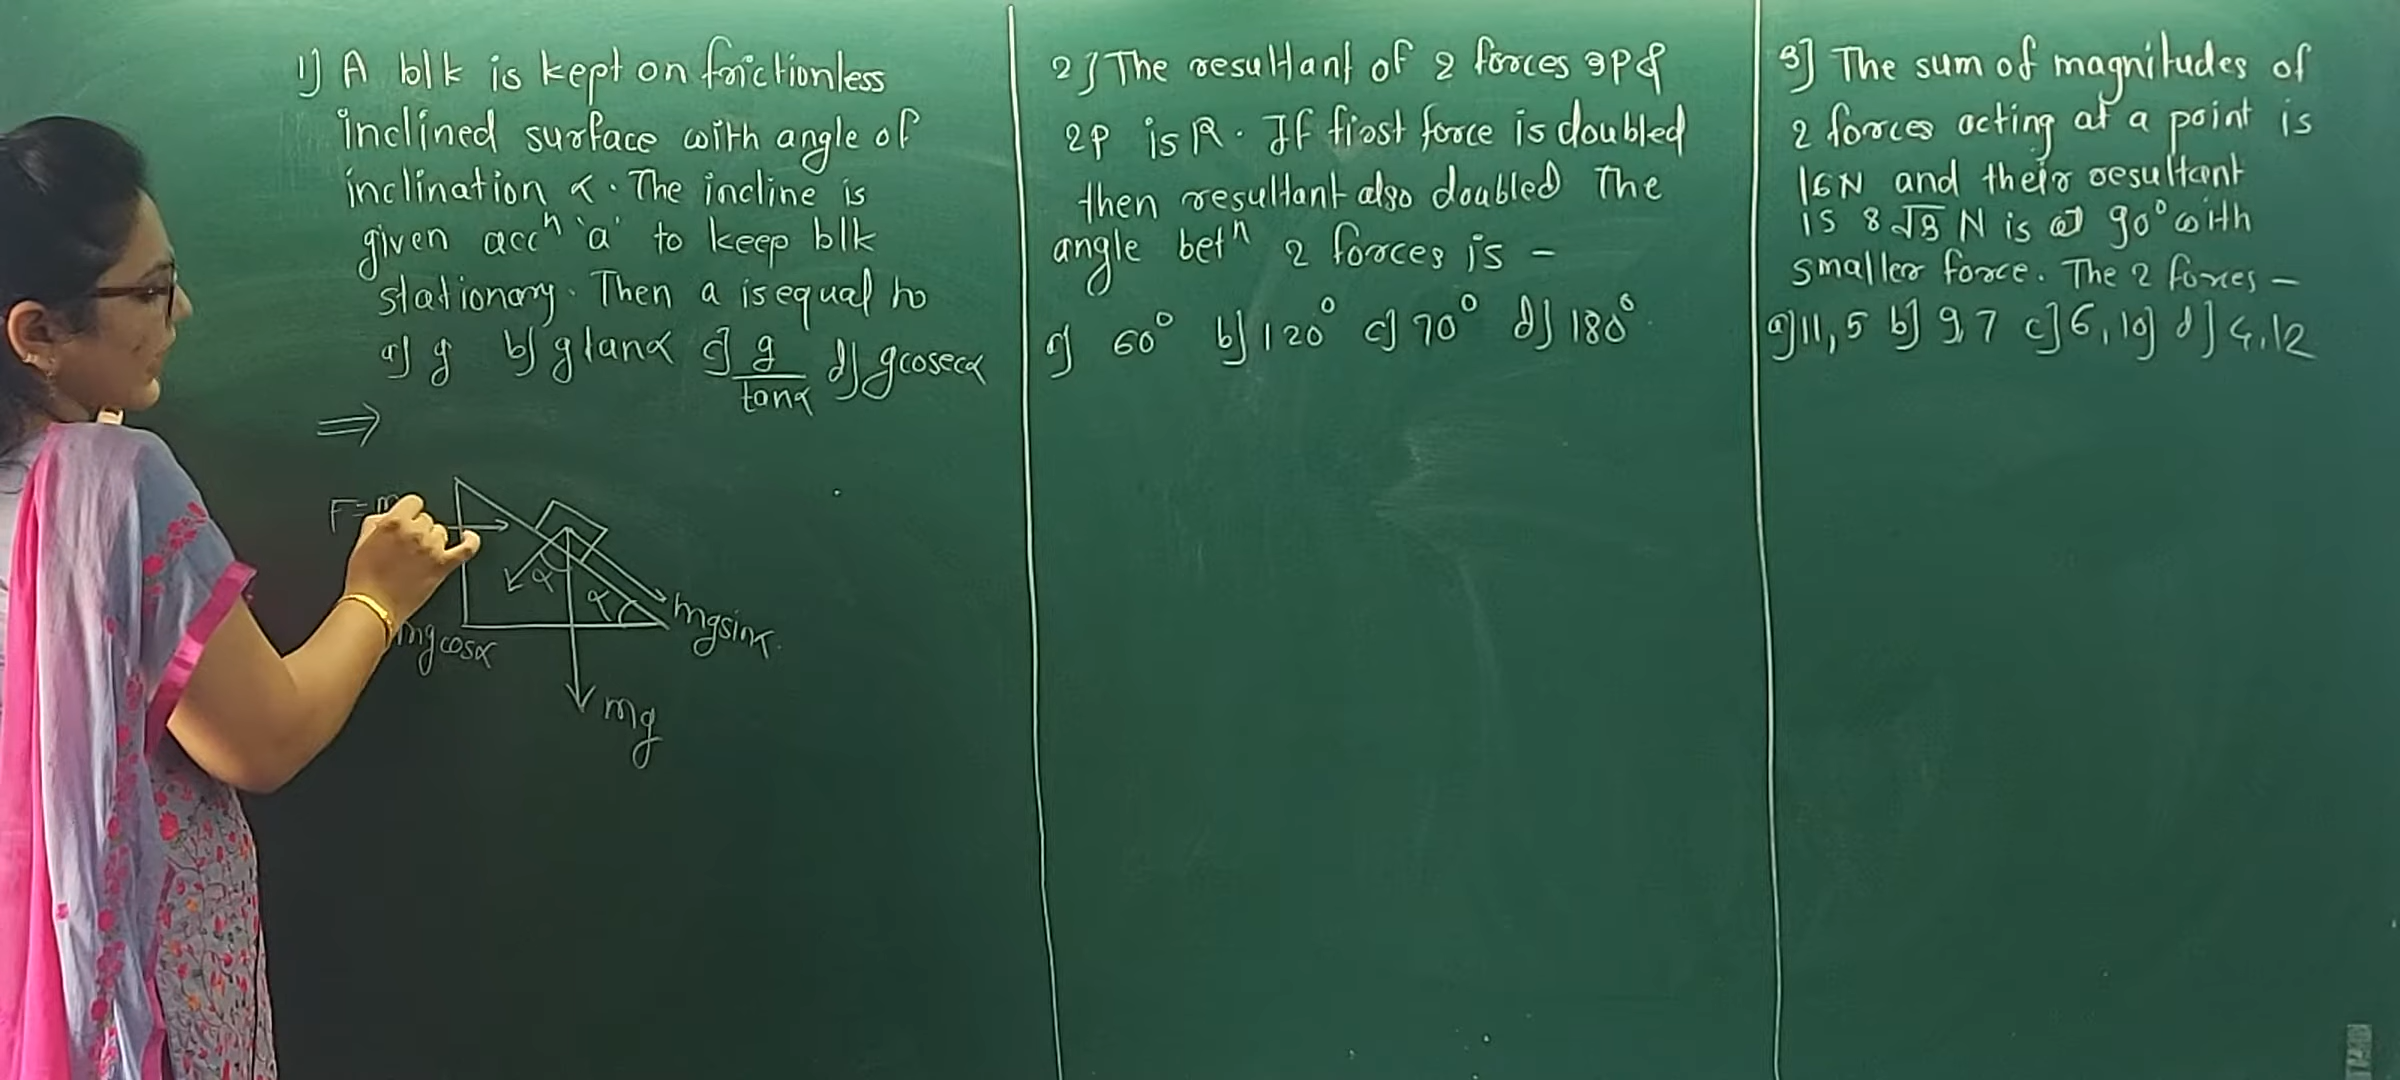 1] A blk is kept on frictionless
inclined surface with angle of
inclination α. The incline is
given accⁿ 'a' to keep blk
stationary. Then a is equal to
a] g b] g tanα c] g/tanα d] g cosecα
⇒
F=m
α
α
mg sinα.
mg cosα
mg
2] The resultant of 2 forces 3P &
2P is R. If first force is doubled
then resultant also doubled The
angle betⁿ 2 forces is -
a] 60° b] 120° c] 70° d] 180°.
3] The sum of magnitudes of
2 forces acting at a point is
16N and their resultant
is 8√3 N is at 90° with
smaller force. The 2 forces -
a] 11, 5 b] 9, 7 c] 6, 10] d] 4, 12